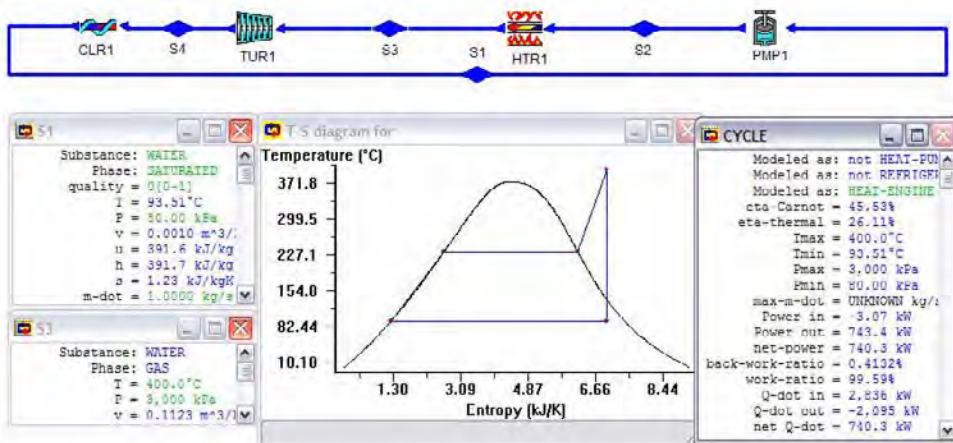 CLR1
S4
TUR1
S3
S1
HTR1
S2
PMP1
S1
Substance: WATER
Phase: SATURATED
quality = 0[0-1]
T = 93.51°C
P = 80.00 kPa
v = 0.0010 m^3/
u = 391.6 kJ/kg
h = 391.7 kJ/kg
s = 1.23 kJ/kgK
m-dot = 1.0000 kg/s
S3
Substance: WATER
Phase: GAS
T = 400.0°C
P = 3,000 kPa
v = 0.1123 m^3/
T-S diagram for
Temperature (°C)
371.8
299.5
227.1
154.0
82.44
10.10
1.30 3.09 4.87 6.66 8.44
Entropy (kJ/K)
CYCLE
Modeled as: not HEAT-PUM
Modeled as: not REFRIGER
Modeled as: HEAT-ENGINE
eta-Carnot = 45.53%
eta-thermal = 26.11%
Tmax = 400.0°C
Tmin = 93.51°C
Pmax = 3,000 kPa
Pmin = 80.00 kPa
max-m-dot = UNKNOWN kg/s
Power in = -3.07 kW
Power out = 743.4 kW
net-power = 740.3 kW
back-work-ratio = 0.4132%
work-ratio = 99.59%
Q-dot in = 2,836 kW
Q-dot out = -2,095 kW
net Q-dot = 740.3 kW